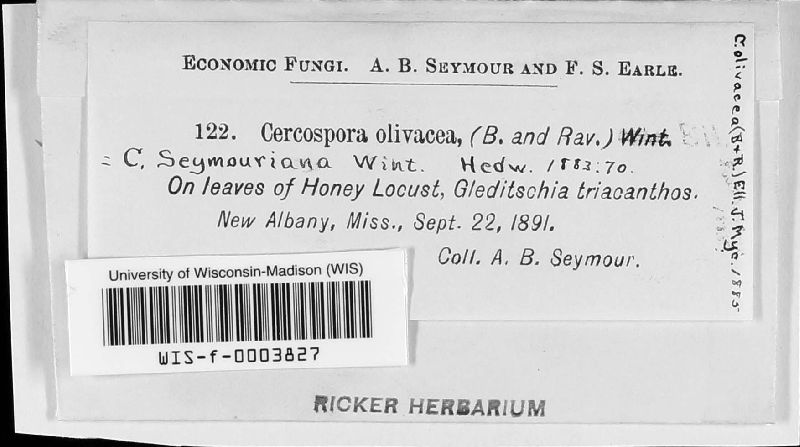 ECONOMIC FUNGI. A. B. SEYMOUR AND F. S. EARLE.
122. Cercospora olivacea, (B. and Rav.) Wint. Ell
= C. Seymouriana Wint. Hedw. 1883:70.
On leaves of Honey Locust, Gleditschia triacanthos.
New Albany, Miss., Sept. 22, 1891.
Coll. A. B. Seymour.
C. olivacea (B & R.) Ell. J. Myc. 1885
University of Wisconsin-Madison (WIS)
WIS-f-0003827
RICKER HERBARIUM